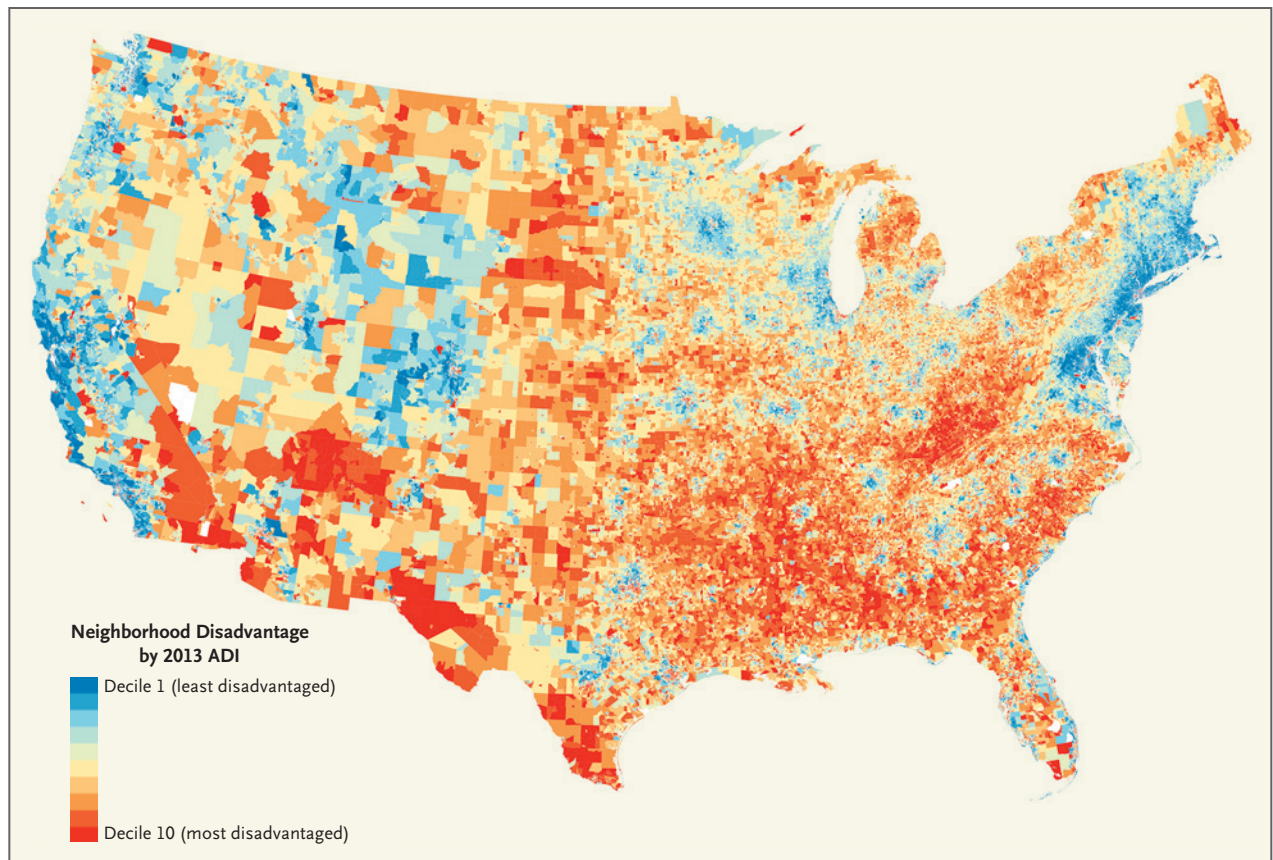 Neighborhood Disadvantage
by 2013 ADI
Decile 1 (least disadvantaged)
Decile 10 (most disadvantaged)